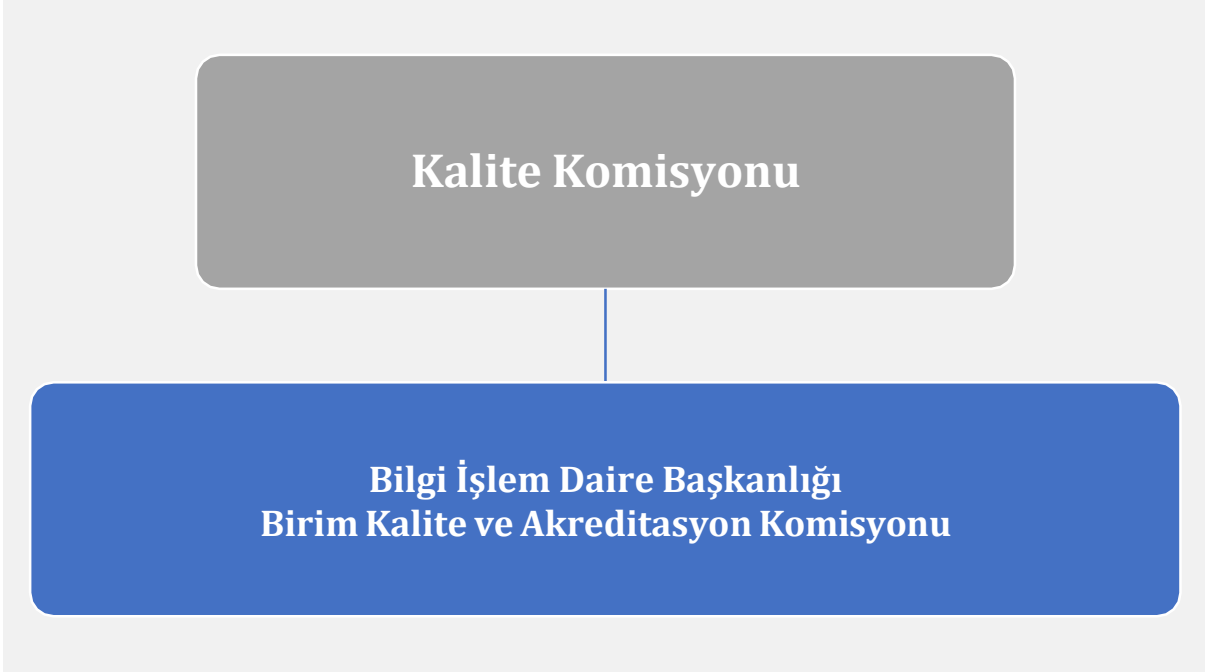 Kalite Komisyonu
Bilgi İşlem Daire Başkanlığı
Birim Kalite ve Akreditasyon Komisyonu